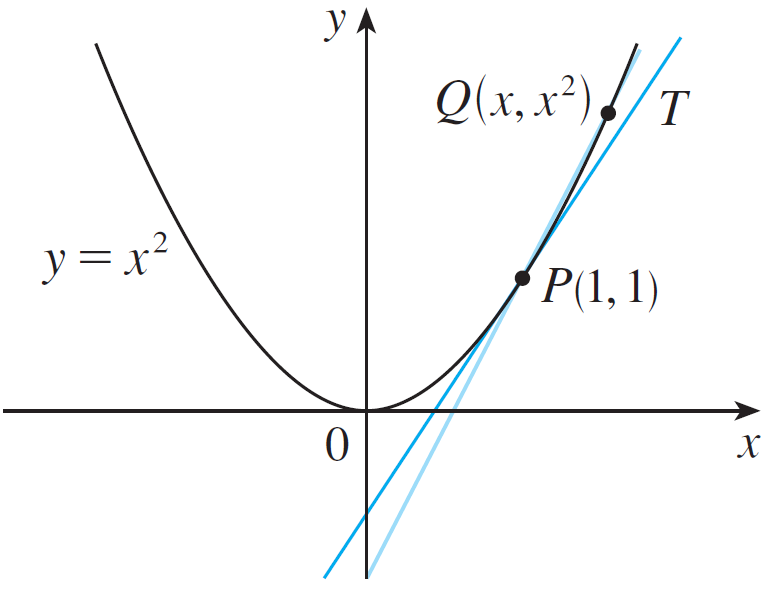 y
Q(x, x²)
T
y = x²
P(1, 1)
0
x